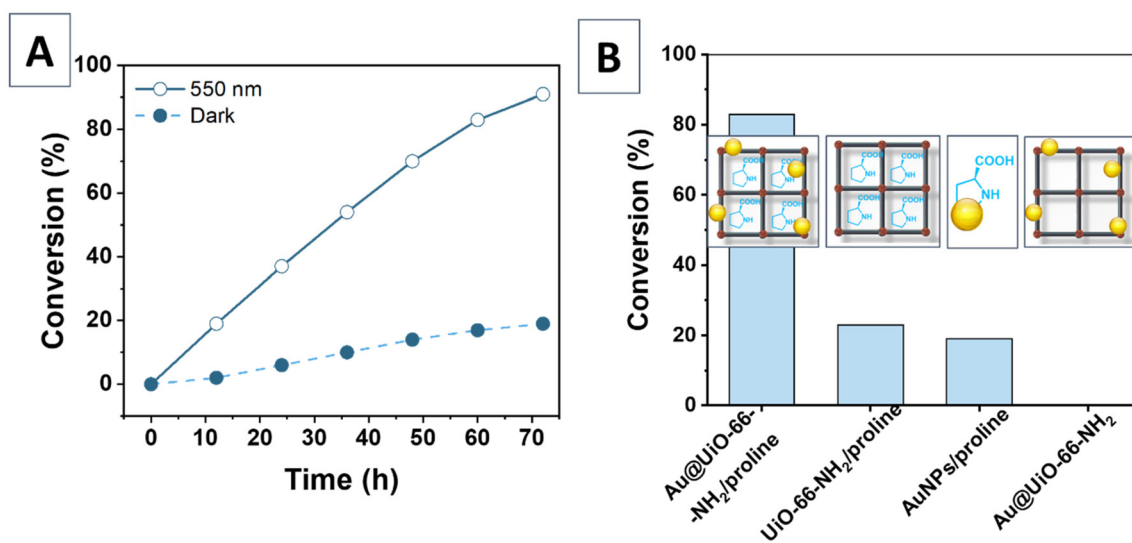 A
100
80
60
40
20
0
Conversion (%)
550 nm
Dark
0 10 20 30 40 50 60 70
Time (h)
B
100
80
60
40
20
0
Conversion (%)
COOH
NH
COOH
NH
COOH
NH
COOH
NH
COOH
NH
COOH
NH
COOH
NH
COOH
NH
COOH
NH
Au@UiO-66-
-NH₂/proline
UiO-66-NH₂/proline
AuNPs/proline
Au@UiO-66-NH₂